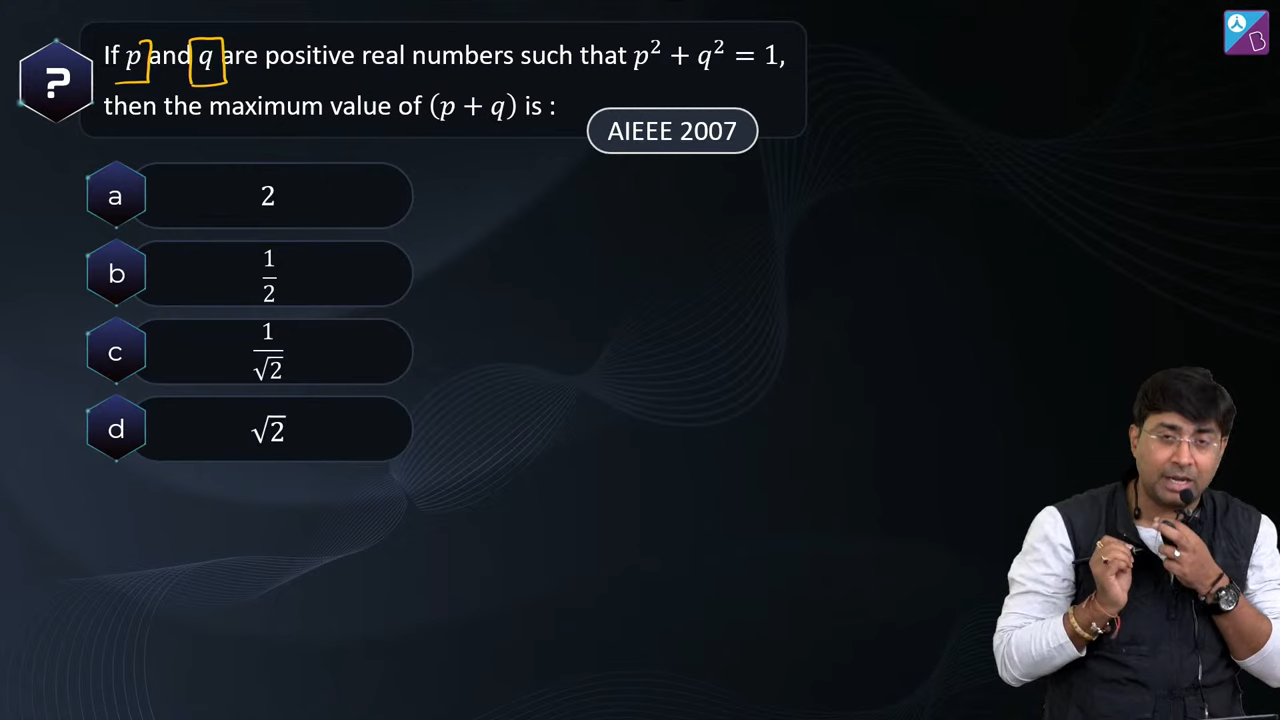 If p and q are positive real numbers such that p² + q² = 1,
then the maximum value of (p + q) is :
AIEEE 2007
?
a 2
b 1/2
c 1/√2
d √2
B